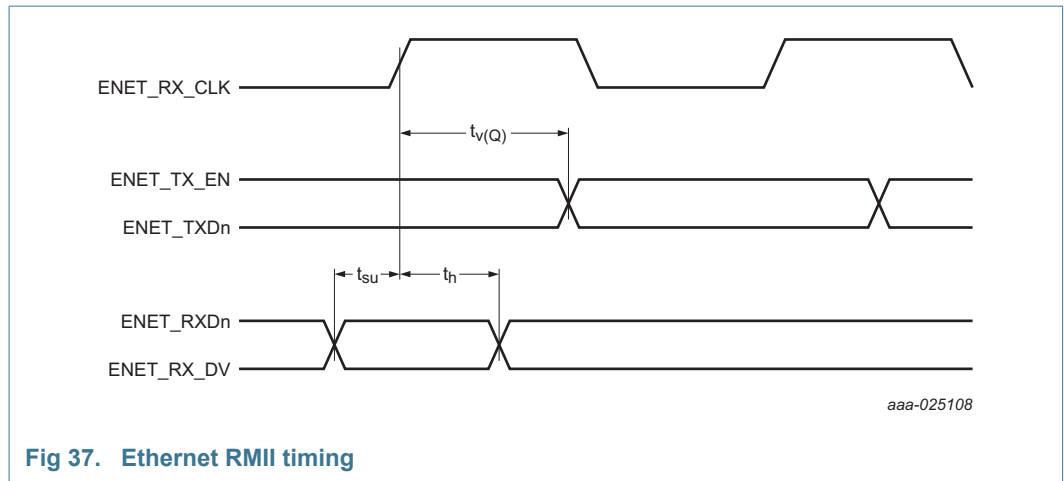 ENET_RX_CLK
tv(Q)
ENET_TX_EN
ENET_TXDn
tsu
th
ENET_RXDn
ENET_RX_DV
aaa-025108
Fig 37. Ethernet RMII timing